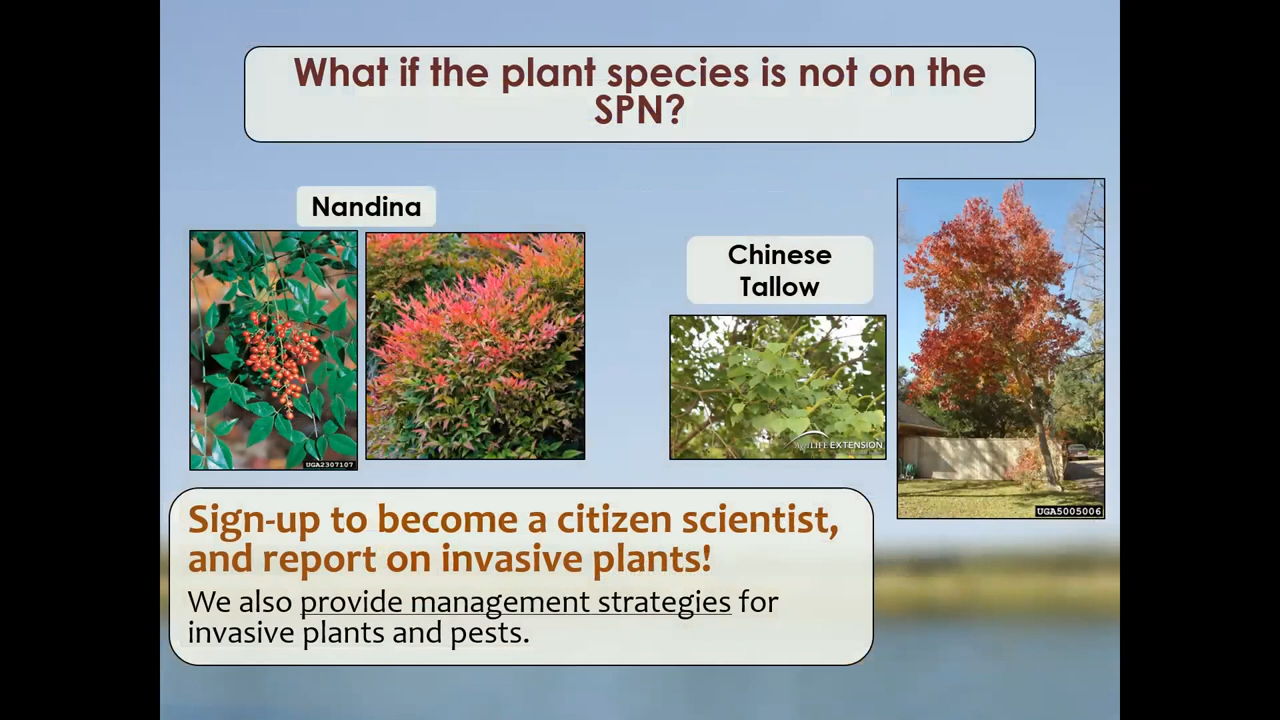 What if the plant species is not on the
SPN?
Nandina
Chinese
Tallow
UGA2307107
EXTENSION
UGA5005006
Sign-up to become a citizen scientist,
and report on invasive plants!
We also provide management strategies for
invasive plants and pests.